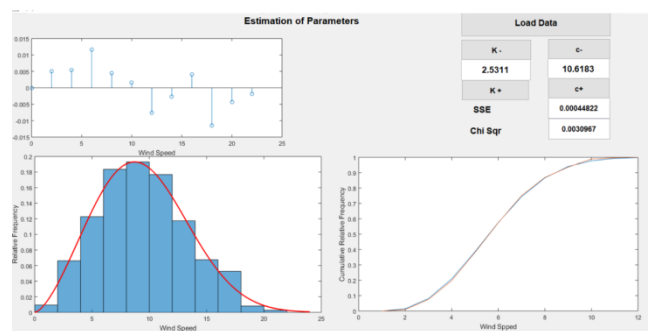 Estimation of Parameters
Load Data
K - c-
2.5311 10.6183
K + c+
SSE 0.00044822
Chi Sqr 0.0030967
0.015
0.01
0.005
0
-0.005
-0.01
-0.015
0 5 10 15 20 25
Wind Speed
0.2
0.18
0.16
0.14
0.12
0.1
0.08
0.06
0.04
0.02
0
0 5 10 15 20 25
Relative Frequency
Wind Speed
1
0.9
0.8
0.7
0.6
0.5
0.4
0.3
0.2
0.1
0
0 2 4 6 8 10 12
Cumulative Relative Frequency
Wind Spped